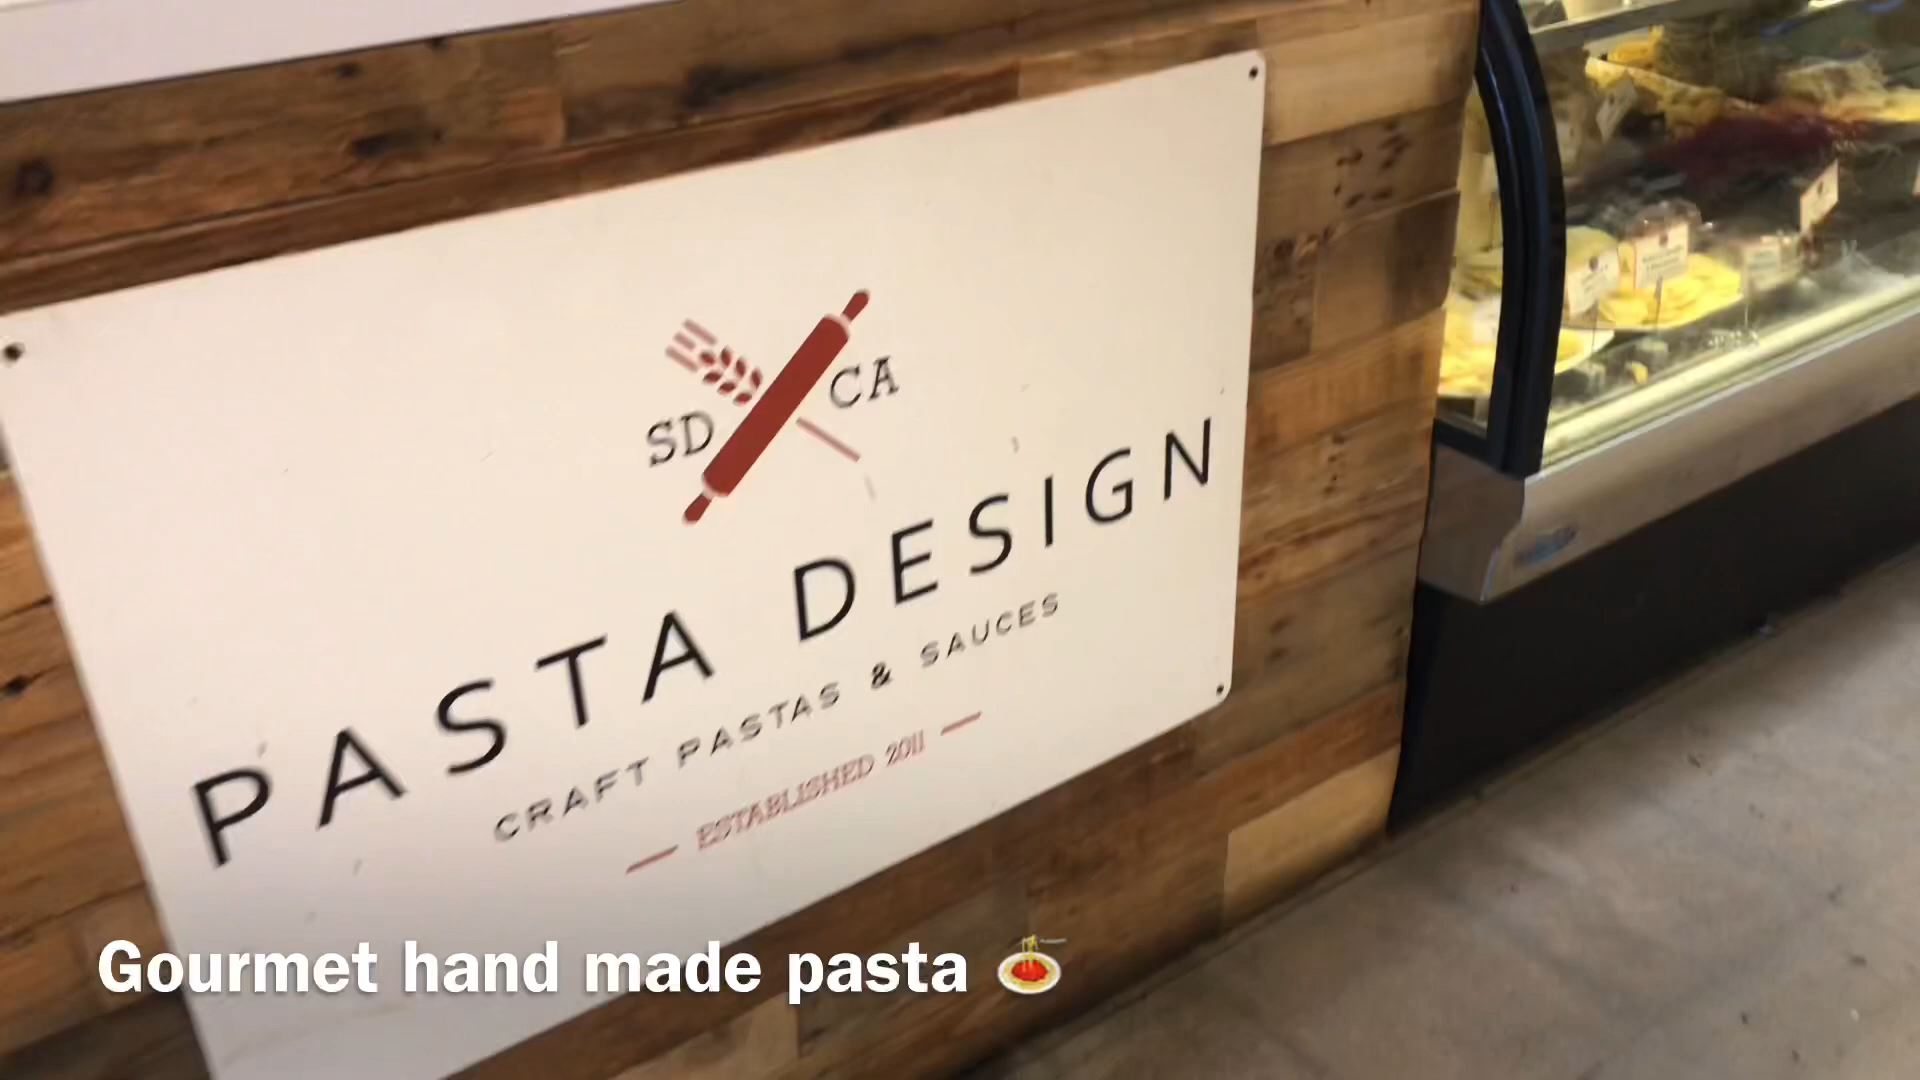 SD CA
PASTA DESIGN
CRAFT PASTAS & SAUCES
ESTABLISHED 2011
Gourmet hand made pasta 🍝